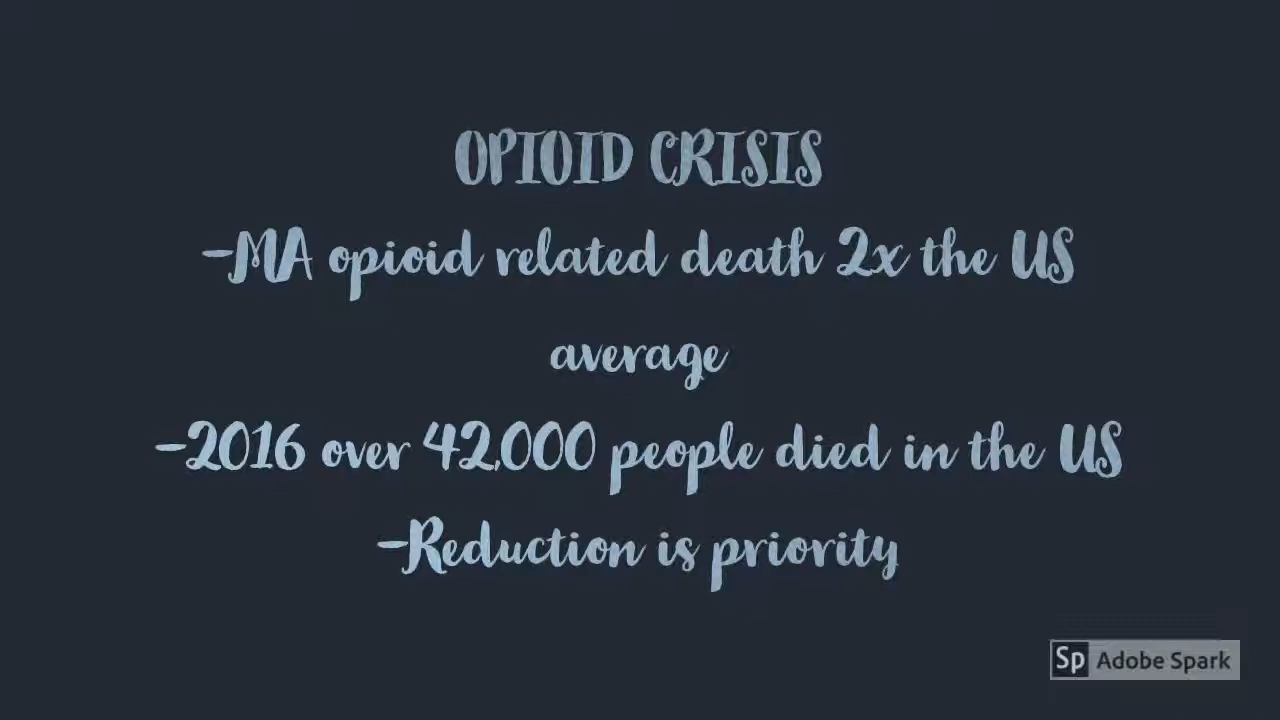 OPIOID CRISIS
-MA opioid related death 2x the US
average
-2016 over 42,000 people died in the US
-Reduction is priority
Sp Adobe Spark